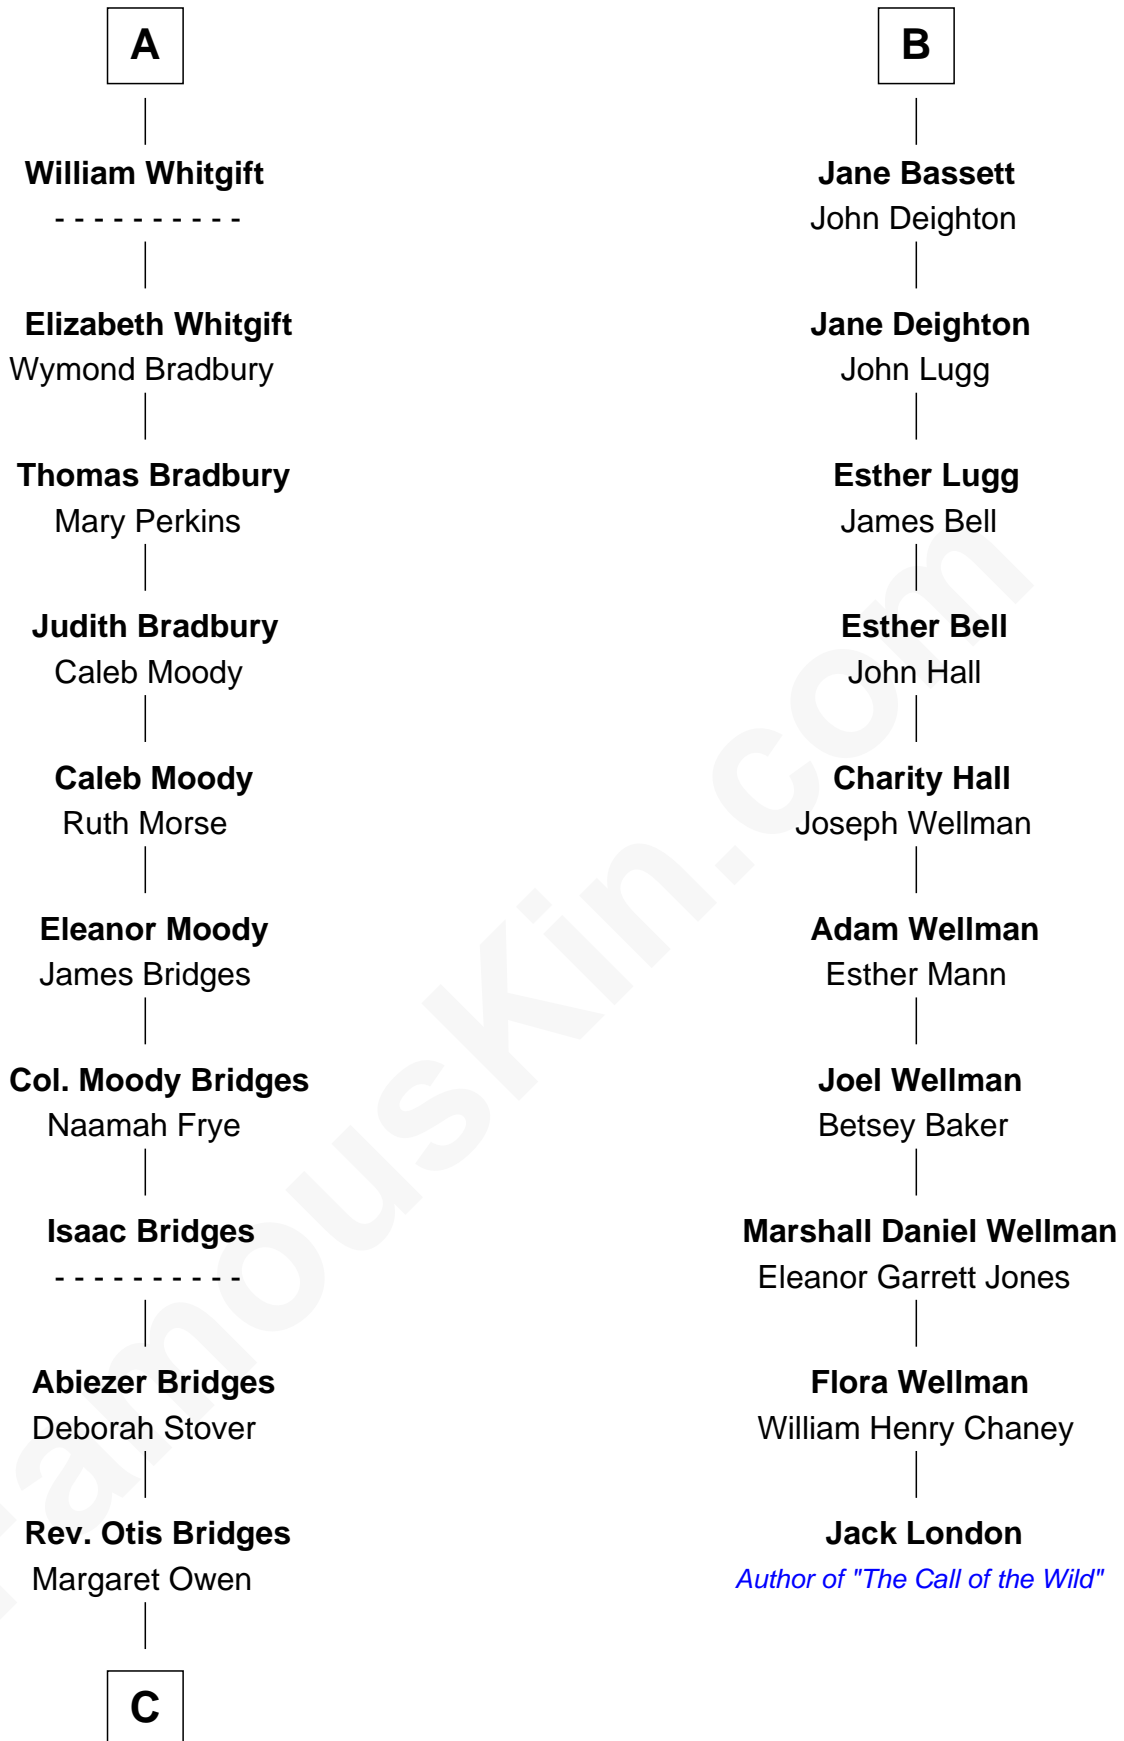 A
William Whitgift
- - - - - - - - - -
Elizabeth Whitgift
Wymond Bradbury
Thomas Bradbury
Mary Perkins
Judith Bradbury
Caleb Moody
Caleb Moody
Ruth Morse
Eleanor Moody
James Bridges
Col. Moody Bridges
Naamah Frye
Isaac Bridges
- - - - - - - - - -
Abiezer Bridges
Deborah Stover
Rev. Otis Bridges
Margaret Owen
C
B
Jane Bassett
John Deighton
Jane Deighton
John Lugg
Esther Lugg
James Bell
Esther Bell
John Hall
Charity Hall
Joseph Wellman
Adam Wellman
Esther Mann
Joel Wellman
Betsey Baker
Marshall Daniel Wellman
Eleanor Garrett Jones
Flora Wellman
William Henry Chaney
Jack London
Author of "The Call of the Wild"
FamousKin.com